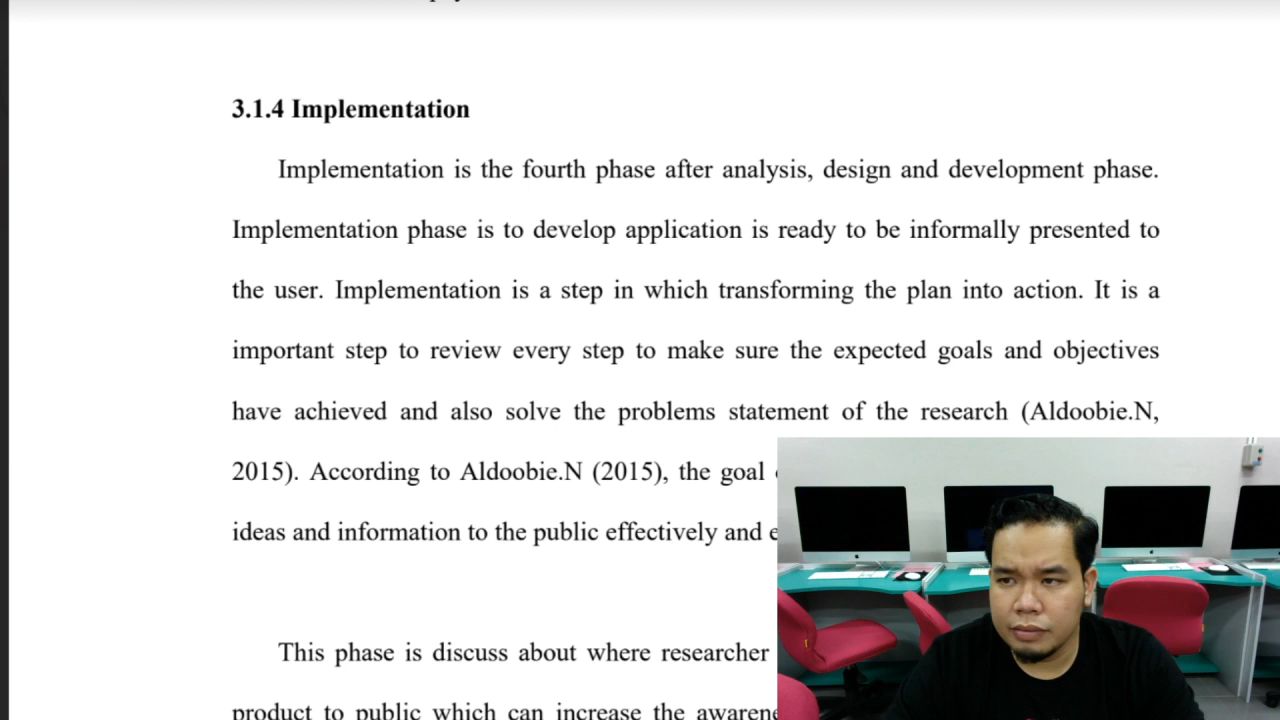 3.1.4 Implementation
Implementation is the fourth phase after analysis, design and development phase.
Implementation phase is to develop application is ready to be informally presented to
the user. Implementation is a step in which transforming the plan into action. It is a
important step to review every step to make sure the expected goals and objectives
have achieved and also solve the problems statement of the research (Aldoobie.N,
2015). According to Aldoobie.N (2015), the goal
ideas and information to the public effectively and
This phase is discuss about where researcher
product to public which can increase the